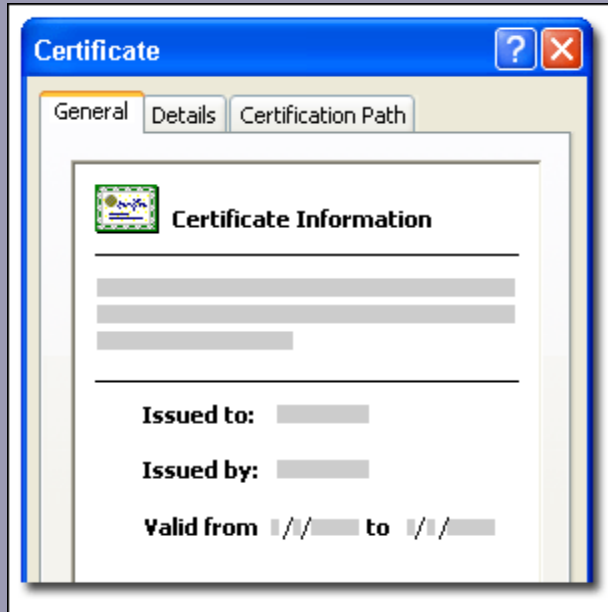 Certificate
General Details Certification Path
Certificate Information
Issued to:
Issued by:
Valid from / / to / /